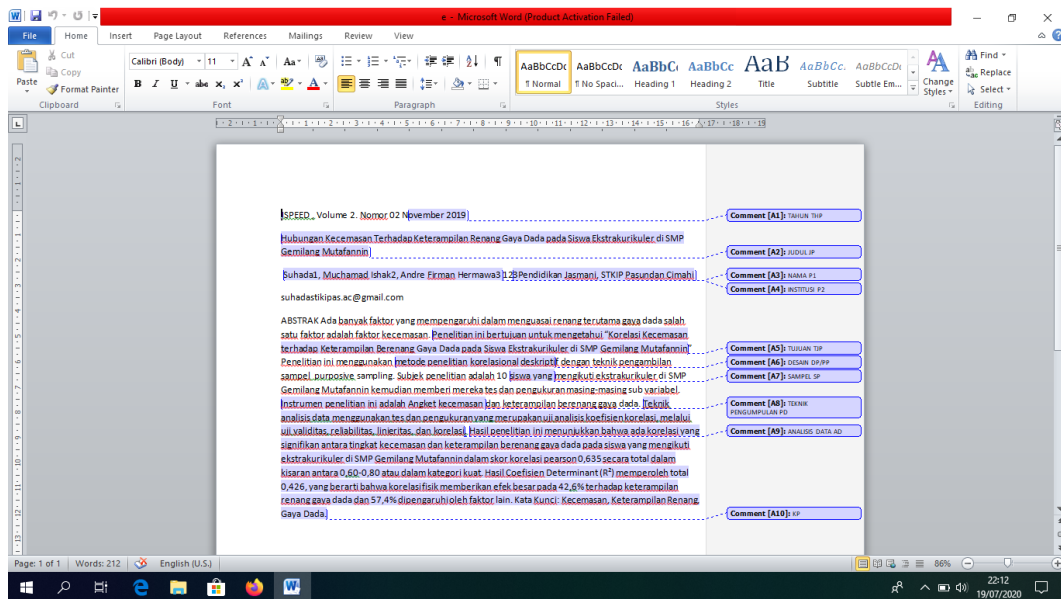 e - Microsoft Word (Product Activation Failed)
File Home Insert Page Layout References Mailings Review View
Paste
Cut
Copy
Format Painter
Clipboard
Calibri (Body) 11
Font
Paragraph
AaBbCcDc AaBbCcDc AaBbC AaBbCc AaB AaBbCc. AaBbCcDc
¶ Normal ¶ No Spaci... Heading 1 Heading 2 Title Subtitle Subtle Em...
Change Styles
Styles
Find
Replace
Select
Editing
JSPEED , Volume 2. Nomor 02 November 2019
Hubungan Kecemasan Terhadap Keterampilan Renang Gaya Dada pada Siswa Ekstrakurikuler di SMP
Gemilang Mutafannin
Suhada1, Muchamad Ishak2, Andre Firman Hermawa3 123Pendidikan Jasmani, STKIP Pasundan Cimahi
suhadastikipas.ac@gmail.com
ABSTRAK Ada banyak faktor yang mempengaruhi dalam menguasai renang terutama gaya dada salah
satu faktor adalah faktor kecemasan. Penelitian ini bertujuan untuk mengetahui "Korelasi Kecemasan
terhadap Keterampilan Berenang Gaya Dada pada Siswa Ekstrakurikuler di SMP Gemilang Mutafannin"
Penelitian ini menggunakan metode penelitian korelasional deskriptif dengan teknik pengambilan
sampel purposive sampling. Subjek penelitian adalah 10 siswa yang mengikuti ekstrakurikuler di SMP
Gemilang Mutafannin kemudian memberi mereka tes dan pengukuran masing-masing sub variabel.
Instrumen penelitian ini adalah Angket kecemasan dan keterampilan berenang gaya dada. Teknik
analisis data menggunakan tes dan pengukuran yang merupakan uji analisis koefisien korelasi, melalui
uji validitas, reliabilitas, linieritas, dan korelasi. Hasil penelitian ini menunjukkan bahwa ada korelasi yang
signifikan antara tingkat kecemasan dan keterampilan berenang gaya dada pada siswa yang mengikuti
ekstrakurikuler di SMP Gemilang Mutafannin dalam skor korelasi pearson 0,635 secara total dalam
kisaran antara 0,60-0,80 atau dalam kategori kuat. Hasil Coefisien Determinant (R²) memperoleh total
0,426, yang berarti bahwa korelasi fisik memberikan efek besar pada 42,6% terhadap keterampilan
renang gaya dada dan 57,4% dipengaruhi oleh faktor lain. Kata Kunci: Kecemasan, Keterampilan Renang
Gaya Dada.
Comment [A1]: TAHUN THP
Comment [A2]: JUDUL JP
Comment [A3]: NAMA P1
Comment [A4]: INSTITUSI P2
Comment [A5]: TUJUAN TJP
Comment [A6]: DESAIN DP/PP
Comment [A7]: SAMPEL SP
Comment [A8]: TEKNIK
PENGUMPULAN PD
Comment [A9]: ANALISIS DATA AD
Comment [A10]: KP
Page: 1 of 1 Words: 212 English (U.S.) 86%
22:12
19/07/2020